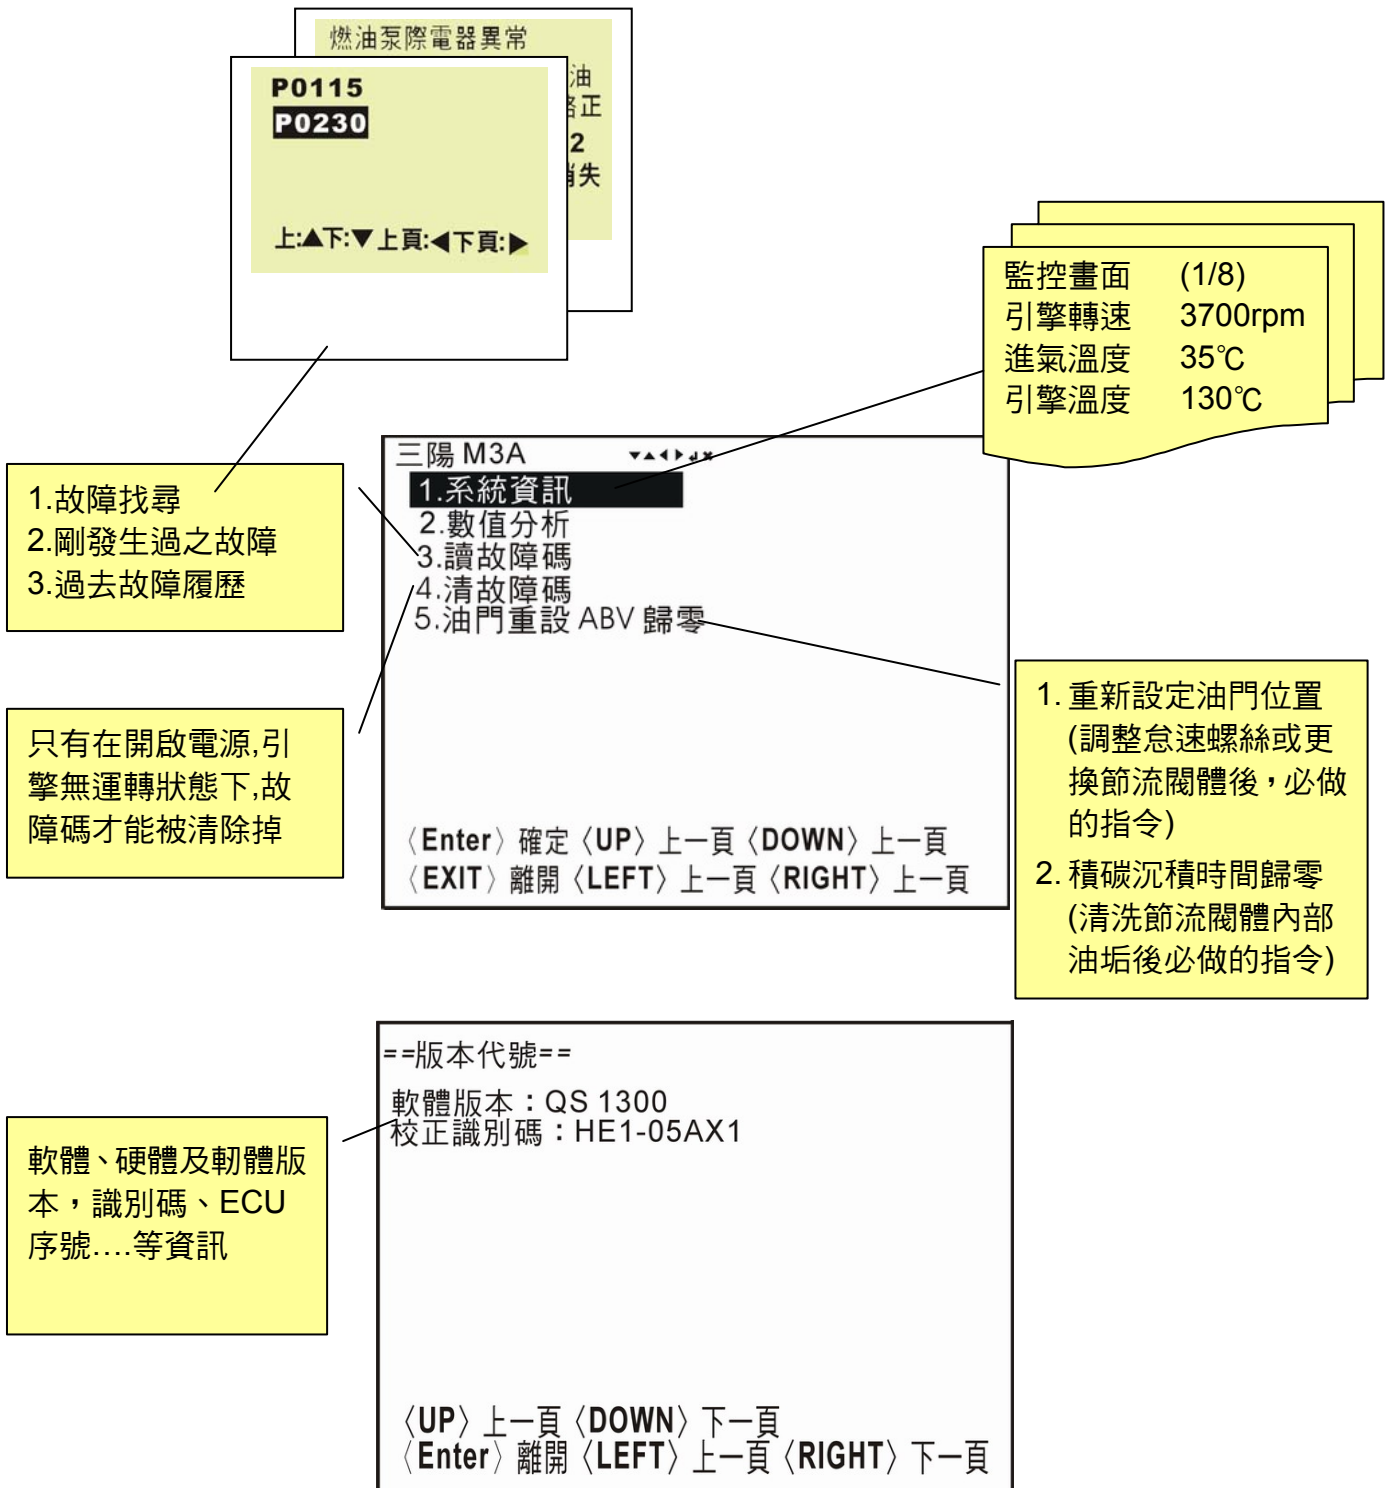 燃油泵際電器異常
油
路正
2
消失
P0115
P0230
上:▲下:▼上頁:◀下頁:▶
監控畫面 (1/8)
引擎轉速 3700rpm
進氣溫度 35℃
引擎溫度 130℃
三陽 M3A ▼▲◀▶↲✖
1.系統資訊
2.數值分析
3.讀故障碼
4.清故障碼
5.油門重設 ABV 歸零
〈Enter〉確定〈UP〉上一頁〈DOWN〉上一頁
〈EXIT〉離開〈LEFT〉上一頁〈RIGHT〉上一頁
1.故障找尋
2.剛發生過之故障
3.過去故障履歷
只有在開啟電源,引
擎無運轉狀態下,故
障碼才能被清除掉
1. 重新設定油門位置
(調整怠速螺絲或更
換節流閥體後，必做
的指令)
2. 積碳沉積時間歸零
(清洗節流閥體內部
油垢後必做的指令)
==版本代號==
軟體版本：QS 1300
校正識別碼：HE1-05AX1
〈UP〉上一頁〈DOWN〉下一頁
〈Enter〉離開〈LEFT〉上一頁〈RIGHT〉下一頁
軟體、硬體及韌體版
本，識別碼、ECU
序號....等資訊